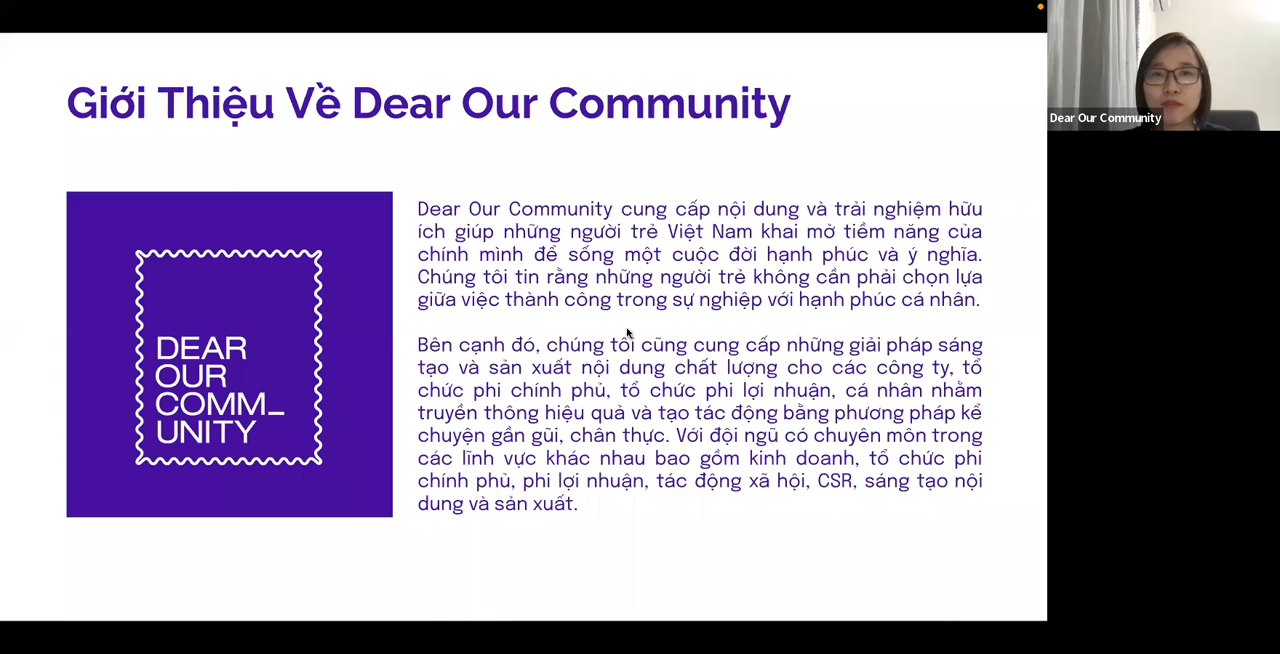 Giới Thiệu Về Dear Our Community
DEAR
OUR
COMM_
UNITY
Dear Our Community cung cấp nội dung và trải nghiệm hữu
ích giúp những người trẻ Việt Nam khai mở tiềm năng của
chính mình để sống một cuộc đời hạnh phúc và ý nghĩa.
Chúng tôi tin rằng những người trẻ không cần phải chọn lựa
giữa việc thành công trong sự nghiệp với hạnh phúc cá nhân.
Bên cạnh đó, chúng tôi cũng cung cấp những giải pháp sáng
tạo và sản xuất nội dung chất lượng cho các công ty, tổ
chức phi chính phủ, tổ chức phi lợi nhuận, cá nhân nhằm
truyền thông hiệu quả và tạo tác động bằng phương pháp kể
chuyện gần gũi, chân thực. Với đội ngũ có chuyên môn trong
các lĩnh vực khác nhau bao gồm kinh doanh, tổ chức phi
chính phủ, phi lợi nhuận, tác động xã hội, CSR, sáng tạo nội
dung và sản xuất.
Dear Our Community